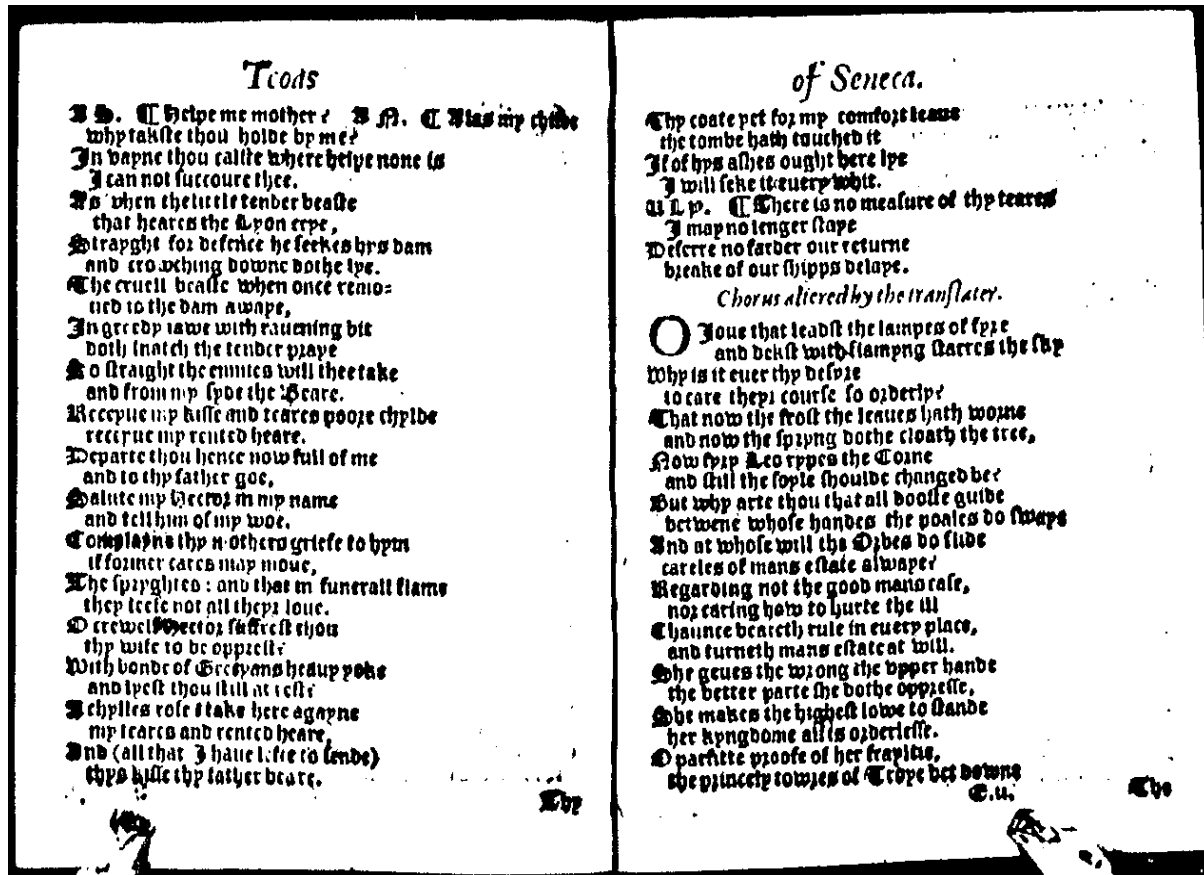 Troas
A S. ¶ Helpe me mother? A N. ¶ Alas my childe
why takste thou holde by me?
In vayne thou callste where helpe none is
I can not succoure thee.
As when the little tender beaste
that heares the Lyon crye,
Strayght for defence he seekes hys dam
and crowching downe dothe lye.
The cruell beaste when once remo=
ued to the dam awaye,
In greedy iawe with rauening bit
doth snatch the tender praye
So straight the enmies will thee take
and from my syde the beare.
Receyue my kisse and teares poore chylde
receyue my rented heare.
Departe thou hence now full of me
and to thy father goe,
Salute my Hector in my name
and tell him of my woe.
Complayne thy mothers griefe to hym
if former cares may moue,
The spryghtes: and that in funerall flams
they leese not all theyr loue.
O crewell Hector suffrest thou
thy wife to be opprest?
With bonde of Grecyans heauy yoke
and lyest thou still at rest?
Achylles rose: take here agayne
my teares and rented heare,
And (all that I haue lefte to sende)
thys kisse thy father beare.
Thy
of Seneca.
Thy coate yet for my comfort leaue
the tombe hath touched it
If of hys ashes ought here lye
I will seke it euery whit.
U L y. ¶ There is no measure of thy teares
I may no lenger staye
Deferre no farder our returne
breake of our shipps delaye.
Chorus altered by the translater.
O Ioue that leadst the lampes of fyre
and dekst with flamyng starres the sky
Why is it euer thy desyre
to care theyr course so orderly?
That now the frost the leaues hath worne
and now the spryng dothe cloath the tree,
Now fyry Leo rypes the Corne
and still the soyle shoulde changed be?
But why arte thou that all dooste guide
betwene whose handes the poales do swaye
And at whose will the Orbes do slide
careles of mans estate alwaye?
Regarding not the good mans case,
nor caring how to hurte the ill
Chaunce beareth rule in euery place,
and turneth mans estate at will.
She geues the wrong the vpper hande
the better parte she dothe oppresse,
She makes the highest lowe to stande
her kyngdome all is orderlesse.
O parfitte proofe of her frayltie,
the princely towres of Troye bet downe
E.u. The